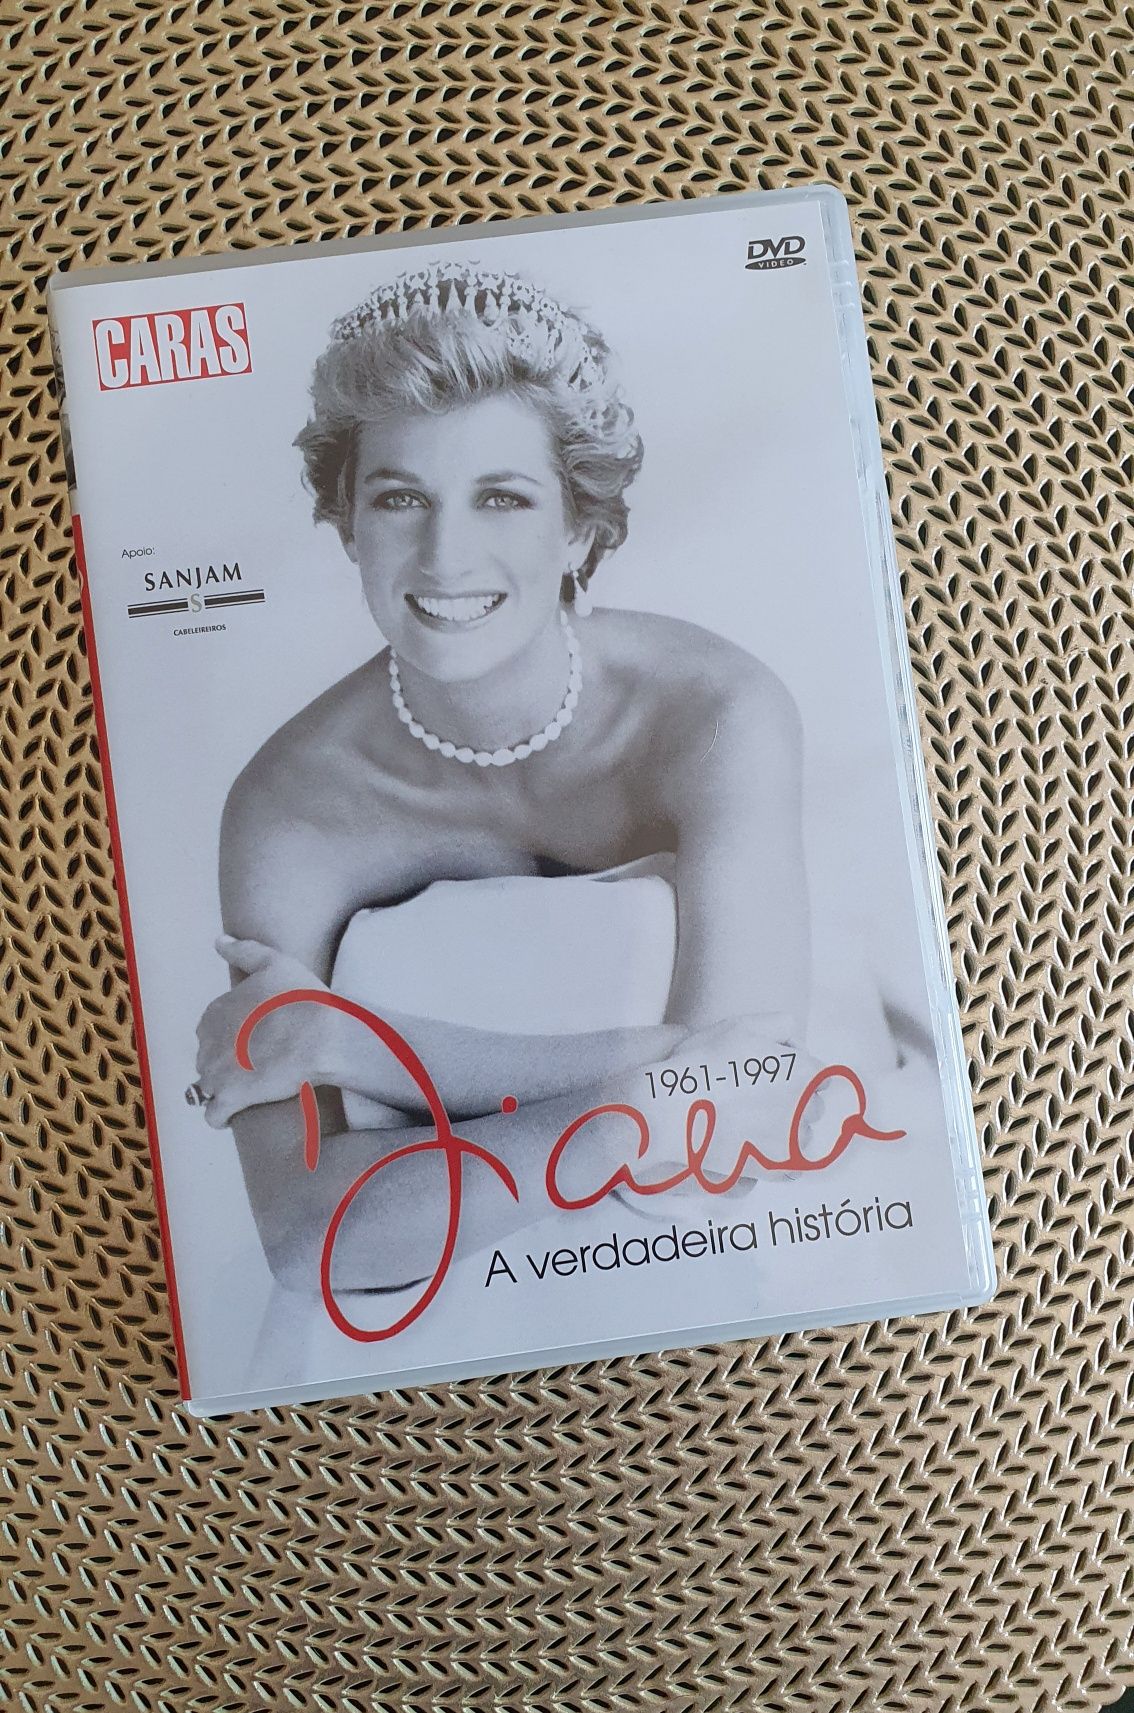 DVD
VIDEO
CARAS
Apoio:
SANJAM
S
CABELEIREIROS
1961-1997
Diana
A verdadeira história